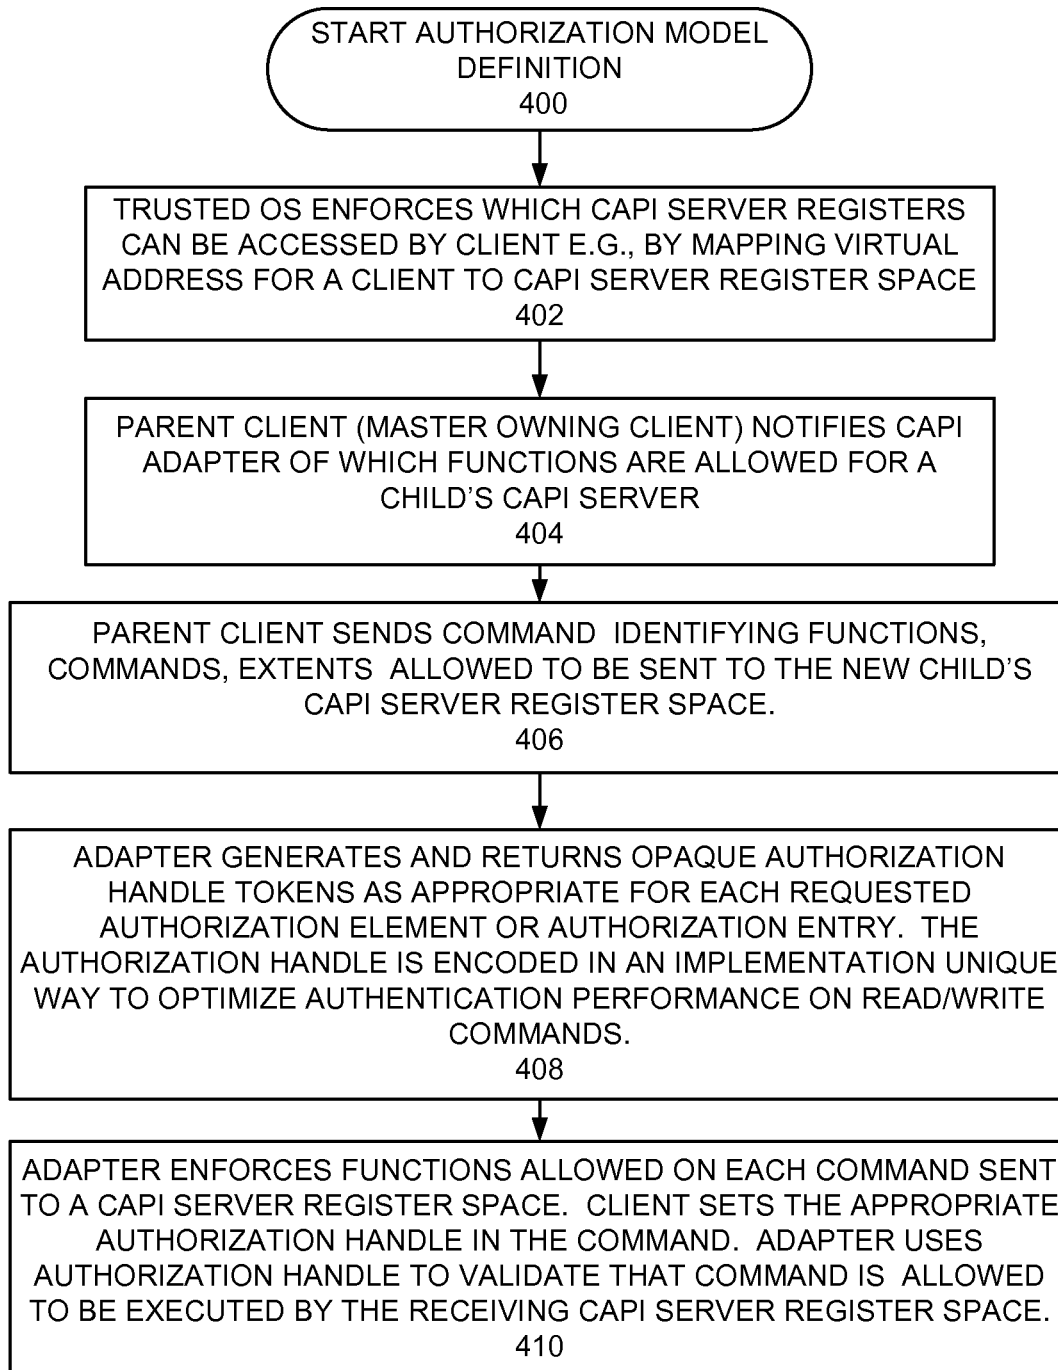 START AUTHORIZATION MODEL
DEFINITION
400
TRUSTED OS ENFORCES WHICH CAPI SERVER REGISTERS
CAN BE ACCESSED BY CLIENT E.G., BY MAPPING VIRTUAL
ADDRESS FOR A CLIENT TO CAPI SERVER REGISTER SPACE
402
PARENT CLIENT (MASTER OWNING CLIENT) NOTIFIES CAPI
ADAPTER OF WHICH FUNCTIONS ARE ALLOWED FOR A
CHILD'S CAPI SERVER
404
PARENT CLIENT SENDS COMMAND IDENTIFYING FUNCTIONS,
COMMANDS, EXTENTS ALLOWED TO BE SENT TO THE NEW CHILD'S
CAPI SERVER REGISTER SPACE.
406
ADAPTER GENERATES AND RETURNS OPAQUE AUTHORIZATION
HANDLE TOKENS AS APPROPRIATE FOR EACH REQUESTED
AUTHORIZATION ELEMENT OR AUTHORIZATION ENTRY. THE
AUTHORIZATION HANDLE IS ENCODED IN AN IMPLEMENTATION UNIQUE
WAY TO OPTIMIZE AUTHENTICATION PERFORMANCE ON READ/WRITE
COMMANDS.
408
ADAPTER ENFORCES FUNCTIONS ALLOWED ON EACH COMMAND SENT
TO A CAPI SERVER REGISTER SPACE. CLIENT SETS THE APPROPRIATE
AUTHORIZATION HANDLE IN THE COMMAND. ADAPTER USES
AUTHORIZATION HANDLE TO VALIDATE THAT COMMAND IS ALLOWED
TO BE EXECUTED BY THE RECEIVING CAPI SERVER REGISTER SPACE.
410